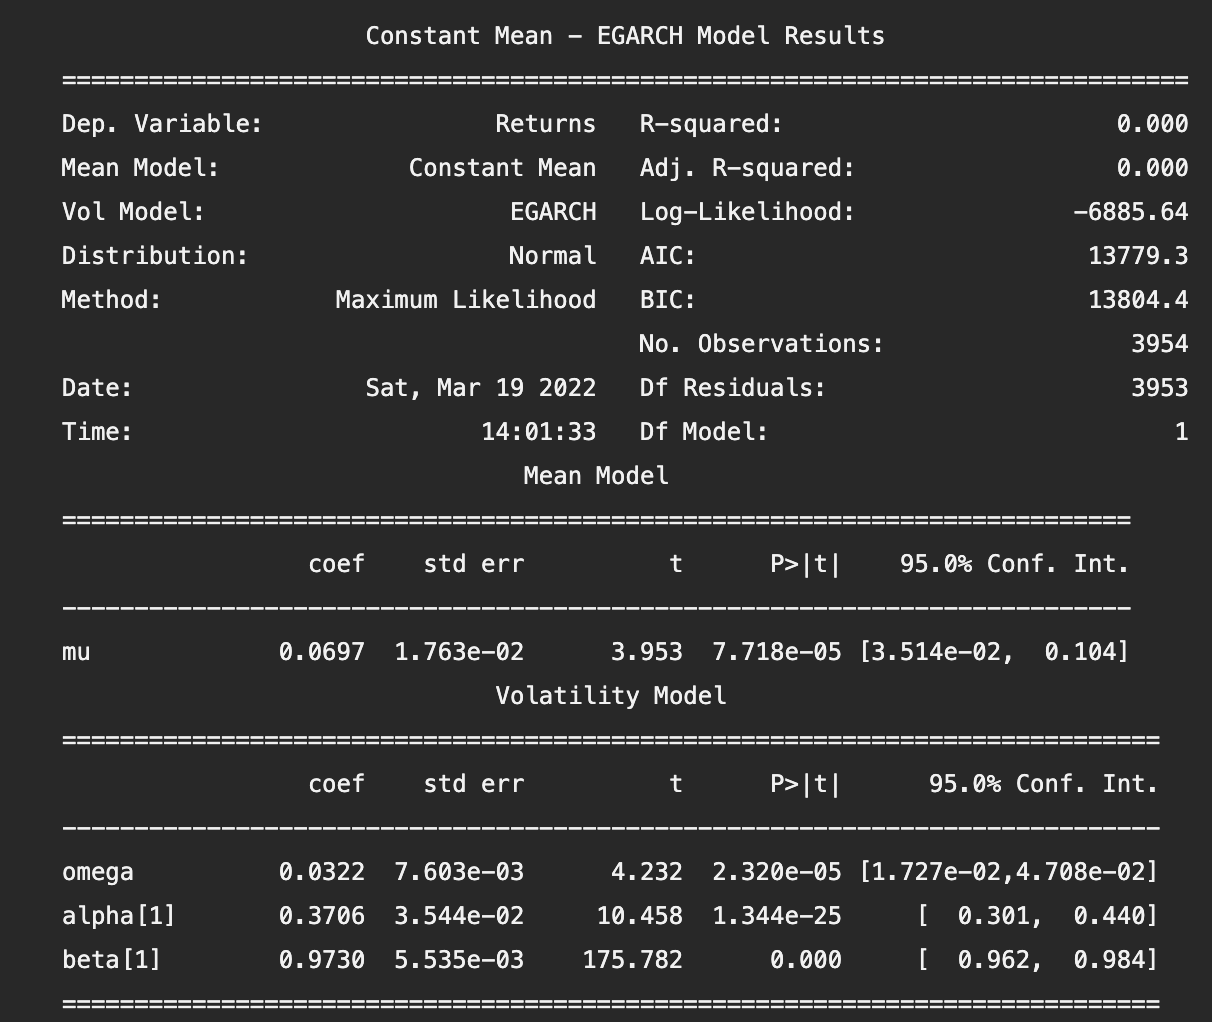 Constant Mean - EGARCH Model Results
==============================================================================
Dep. Variable:                Returns   R-squared:                       0.000
Mean Model:             Constant Mean   Adj. R-squared:                  0.000
Vol Model:                     EGARCH   Log-Likelihood:               -6885.64
Distribution:                  Normal   AIC:                           13779.3
Method:            Maximum Likelihood   BIC:                           13804.4
                                        No. Observations:                 3954
Date:                Sat, Mar 19 2022   Df Residuals:                     3953
Time:                        14:01:33   Df Model:                            1
Mean Model
==========================================================================
                 coef    std err          t      P>|t|    95.0% Conf. Int.
--------------------------------------------------------------------------
mu             0.0697  1.763e-02      3.953  7.718e-05 [3.514e-02,  0.104]
Volatility Model
============================================================================
                 coef    std err          t      P>|t|      95.0% Conf. Int.
----------------------------------------------------------------------------
omega          0.0322  7.603e-03      4.232  2.320e-05 [1.727e-02,4.708e-02]
alpha[1]       0.3706  3.544e-02     10.458  1.344e-25     [  0.301,  0.440]
beta[1]        0.9730  5.535e-03    175.782      0.000     [  0.962,  0.984]
============================================================================